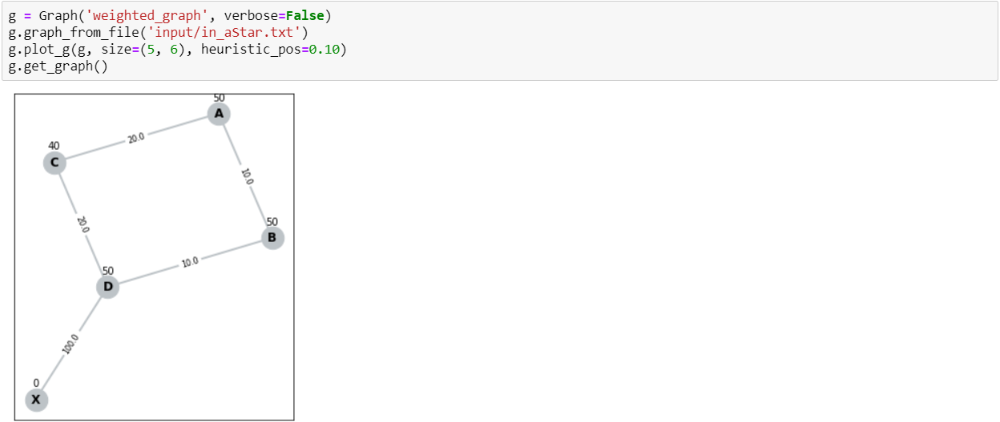 g = Graph('weighted_graph', verbose=False)
g.graph_from_file('input/in_aStar.txt')
g.plot_g(g, size=(5, 6), heuristic_pos=0.10)
g.get_graph()
50
A
20.0
40
C
10.0
50
B
20.0
10.0
50
D
100.0
0
X